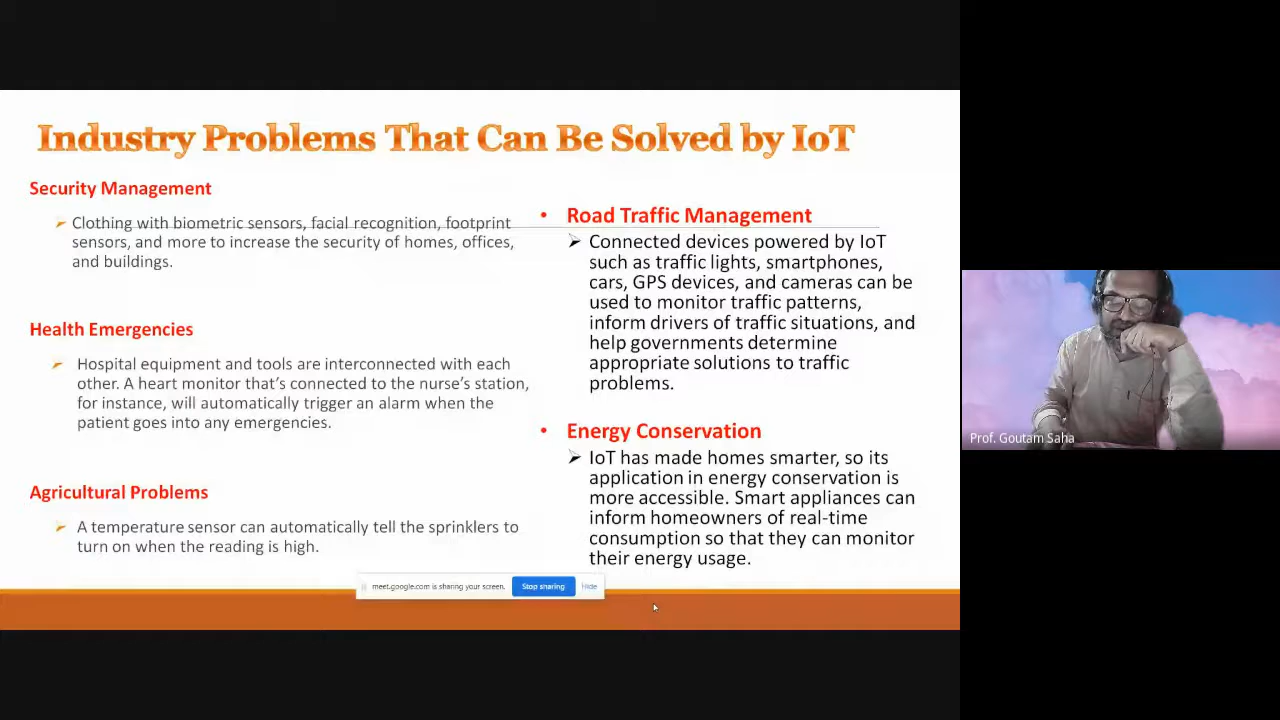 Industry Problems That Can Be Solved by IoT
Security Management
Clothing with biometric sensors, facial recognition, footprint
sensors, and more to increase the security of homes, offices,
and buildings.
Health Emergencies
Hospital equipment and tools are interconnected with each
other. A heart monitor that's connected to the nurse's station,
for instance, will automatically trigger an alarm when the
patient goes into any emergencies.
Agricultural Problems
A temperature sensor can automatically tell the sprinklers to
turn on when the reading is high.
• Road Traffic Management
Connected devices powered by IoT
such as traffic lights, smartphones,
cars, GPS devices, and cameras can be
used to monitor traffic patterns,
inform drivers of traffic situations, and
help governments determine
appropriate solutions to traffic
problems.
• Energy Conservation
IoT has made homes smarter, so its
application in energy conservation is
more accessible. Smart appliances can
inform homeowners of real-time
consumption so that they can monitor
their energy usage.
meet.google.com is sharing your screen. Stop sharing Hide
Prof. Goutam Saha